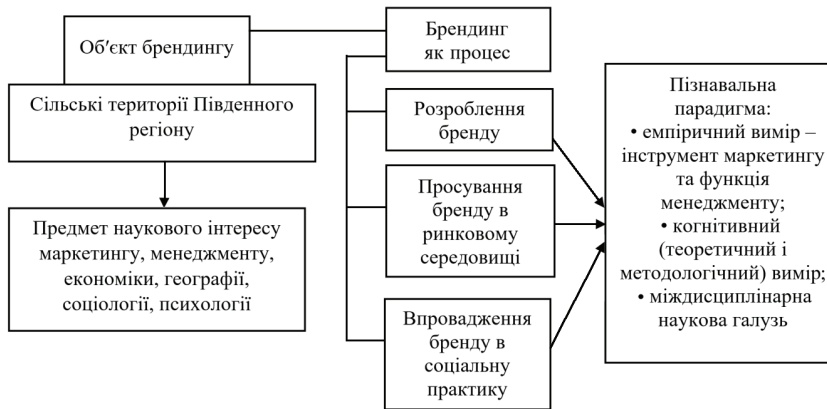 Об'єкт брендингу
Сільські території Південного
регіону
Предмет наукового інтересу
маркетингу, менеджменту,
економіки, географії,
соціології, психології
Брендинг
як процес
Розроблення
бренду
Просування
бренду в
ринковому
середовищі
Впровадження
бренду в
соціальну
практику
Пізнавальна
парадигма:
• емпіричний вимір –
інструмент маркетингу
та функція
менеджменту;
• когнітивний
(теоретичний і
методологічний) вимір;
• міждисциплінарна
наукова галузь